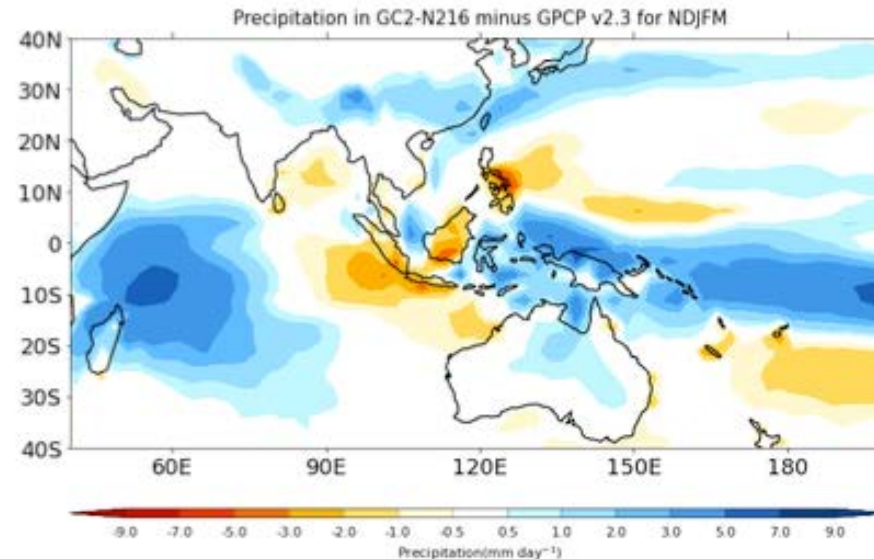 Precipitation in GC2-N216 minus GPCP v2.3 for NDJFM
40N
30N
20N
10N
0
10S
20S
30S
40S
60E 90E 120E 150E 180
-9.0 -7.0 -5.0 -3.0 -2.0 -1.0 -0.5 0.5 1.0 2.0 3.0 5.0 7.0 9.0
Precipitation(mm day⁻¹)